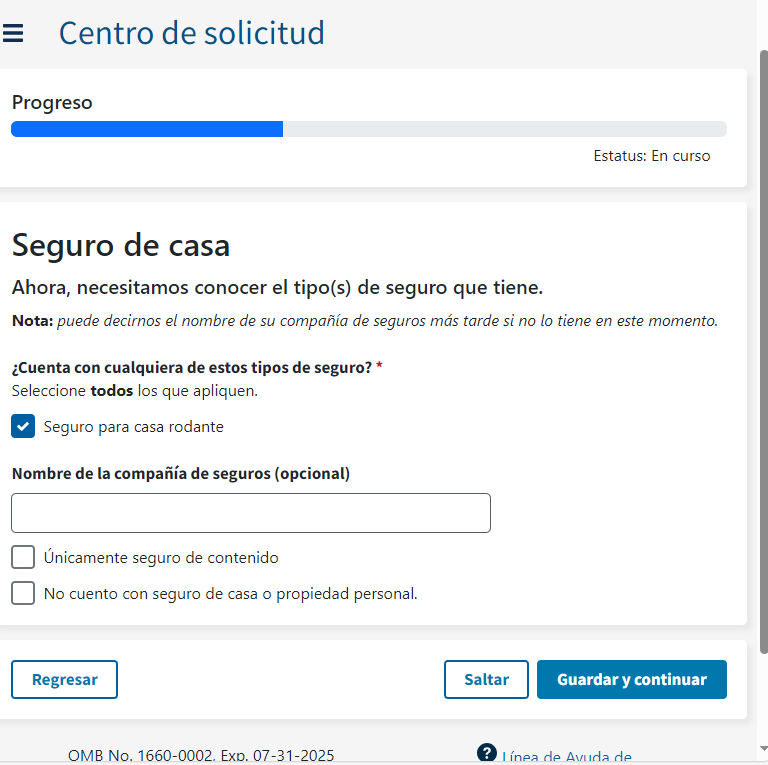 Centro de solicitud
Progreso
Estatus: En curso
Seguro de casa
Ahora, necesitamos conocer el tipo(s) de seguro que tiene.
Nota: puede decirnos el nombre de su compañía de seguros más tarde si no lo tiene en este momento.
¿Cuenta con cualquiera de estos tipos de seguro? *
Seleccione todos los que apliquen.
Seguro para casa rodante
Nombre de la compañía de seguros (opcional)
Únicamente seguro de contenido
No cuento con seguro de casa o propiedad personal.
Regresar
Saltar
Guardar y continuar
OMB No. 1660-0002, Exp. 07-31-2025
Línea de Ayuda de